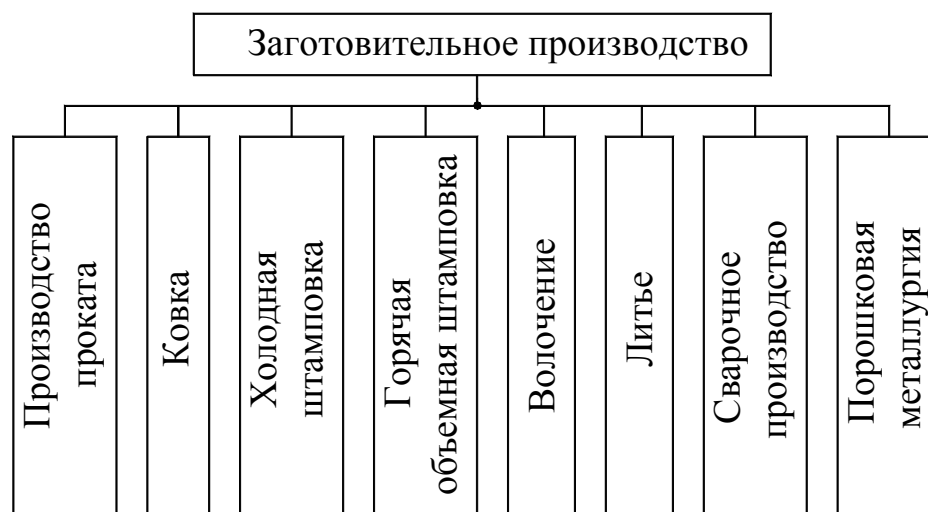 Заготовительное производство
Производство
проката
Ковка
Холодная
штамповка
Горячая
объемная штамповка
Волочение
Литье
Сварочное
производство
Порошковая
металлургия